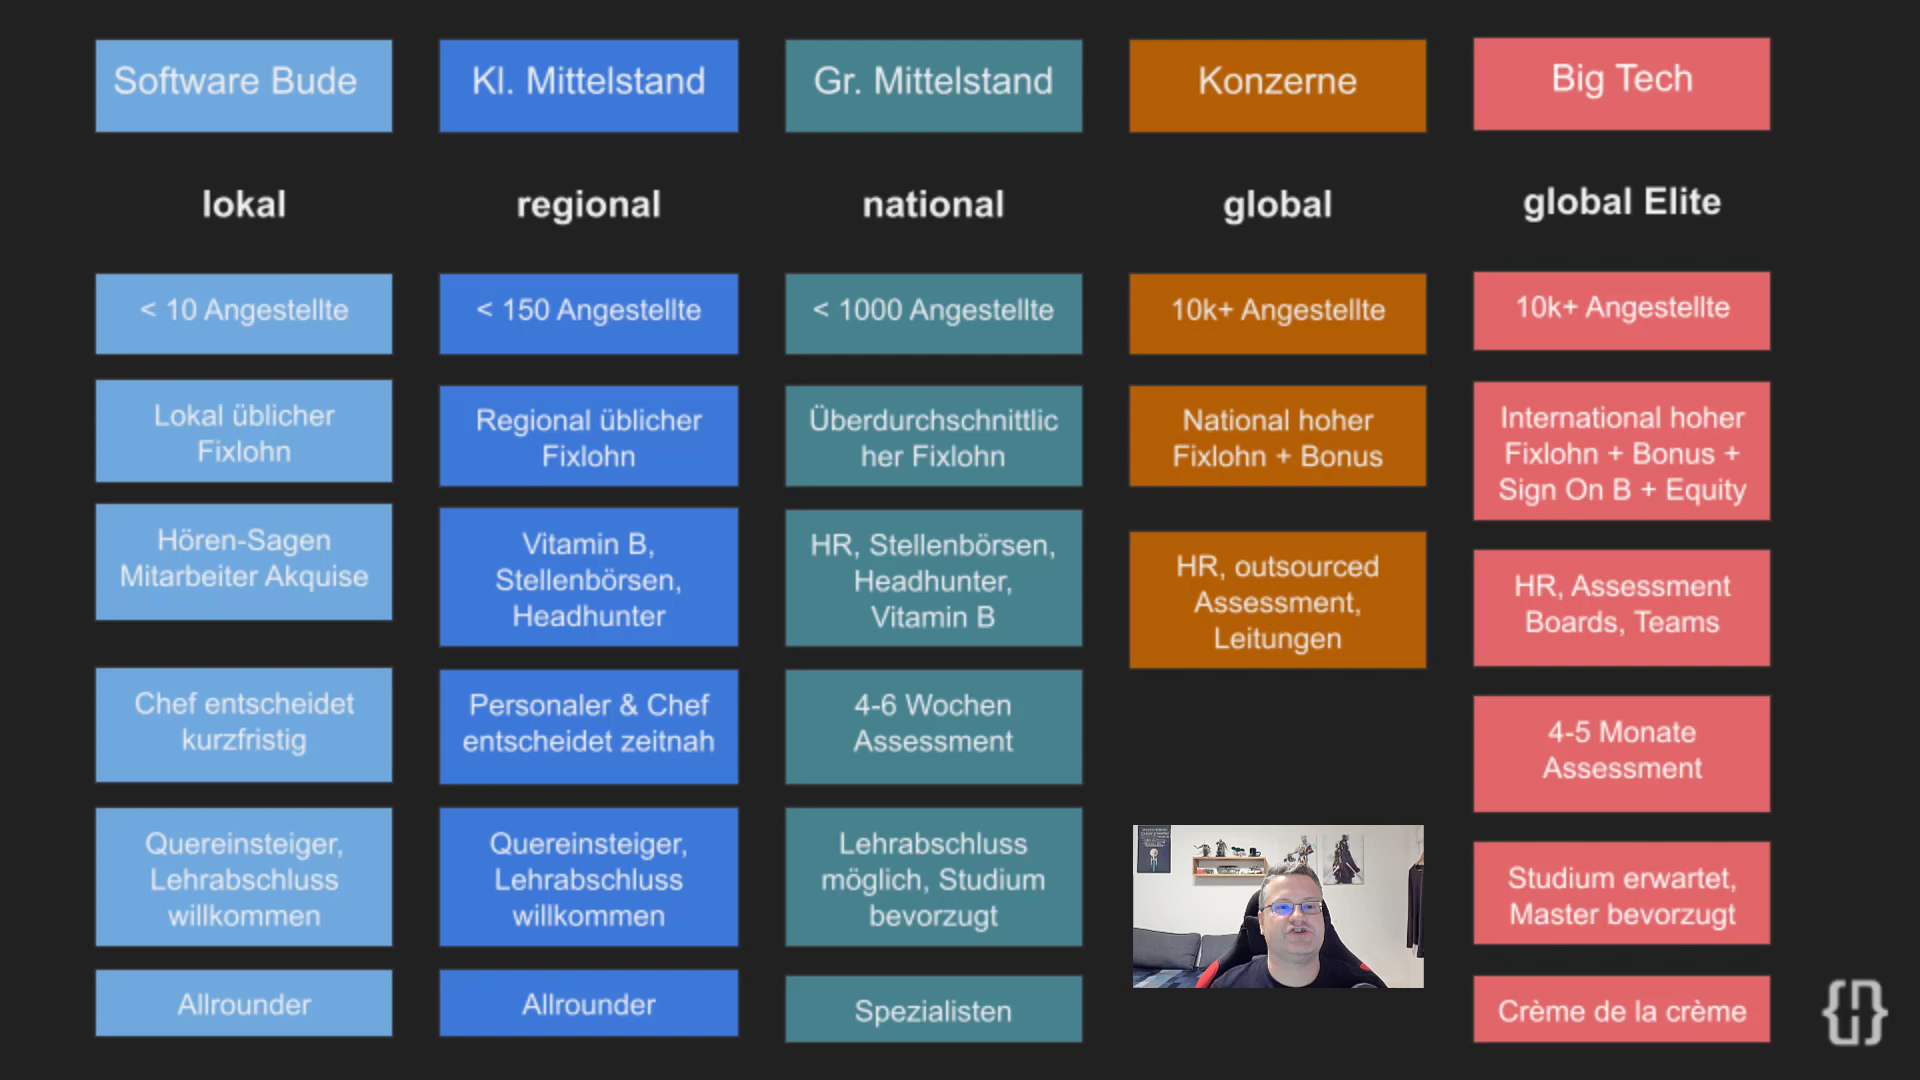 Software Bude
Kl. Mittelstand
Gr. Mittelstand
Konzerne
Big Tech
lokal
regional
national
global
global Elite
< 10 Angestellte
< 150 Angestellte
< 1000 Angestellte
10k+ Angestellte
10k+ Angestellte
Lokal üblicher
Fixlohn
Regional üblicher
Fixlohn
Überdurchschnittlic
her Fixlohn
National hoher
Fixlohn + Bonus
International hoher
Fixlohn + Bonus +
Sign On B + Equity
Hören-Sagen
Mitarbeiter Akquise
Vitamin B,
Stellenbörsen,
Headhunter
HR, Stellenbörsen,
Headhunter,
Vitamin B
HR, outsourced
Assessment,
Leitungen
HR, Assessment
Boards, Teams
Chef entscheidet
kurzfristig
Personaler & Chef
entscheidet zeitnah
4-6 Wochen
Assessment
4-5 Monate
Assessment
Quereinsteiger,
Lehrabschluss
willkommen
Quereinsteiger,
Lehrabschluss
willkommen
Lehrabschluss
möglich, Studium
bevorzugt
Studium erwartet,
Master bevorzugt
Allrounder
Allrounder
Spezialisten
Crème de la crème